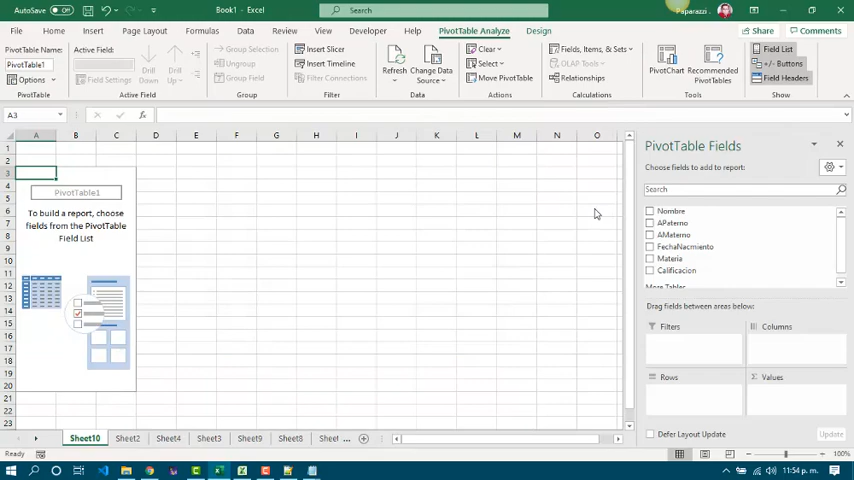 AutoSave Off Book1 - Excel Search Paparazzi .
File Home Insert Page Layout Formulas Data Review View Developer Help PivotTable Analyze Design Share Comments
PivotTable Name: Active Field: Group Selection Insert Slicer Clear Fields, Items, & Sets Field List
PivotTable1 Drill Down Drill Up Ungroup Insert Timeline Refresh Change Data Source Select OLAP Tools PivotChart Recommended PivotTables +/- Buttons
Options Field Settings Group Field Filter Connections Move PivotTable Relationships Field Headers
PivotTable Active Field Group Filter Data Actions Calculations Tools Show
A3 fx
A B C D E F G H I J K L M N O
1
2
3
4
5
6
7
8
9
10
11
12
13
14
15
16
17
18
19
20
21
22
23
PivotTable1
To build a report, choose
fields from the PivotTable
Field List
PivotTable Fields
Choose fields to add to report:
Search
Nombre
APaterno
AMaterno
FechaNacmiento
Materia
Calificacion
More Tables
Drag fields between areas below:
Filters Columns
Rows Values
Defer Layout Update Update
Sheet10 Sheet2 Sheet4 Sheet3 Sheet9 Sheet8 Sheet ...
Ready 100%
11:54 p. m.